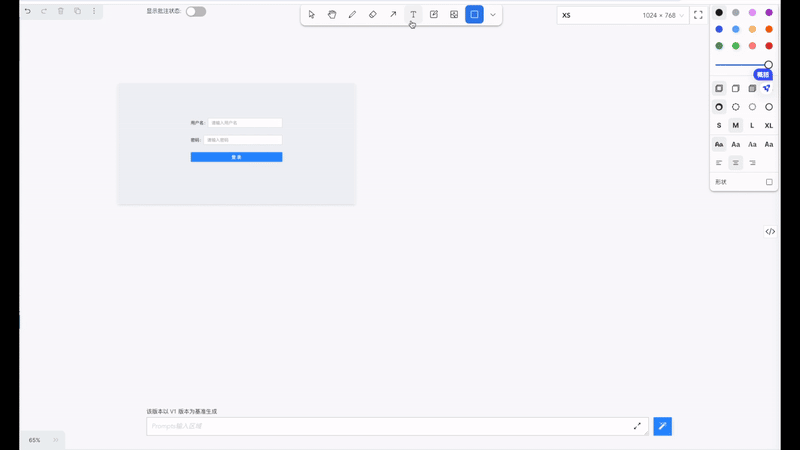 显示批注状态:
XS
1024 × 768
用户名:
请输入用户名
密码:
请输入密码
登录
S M L XL
Aa Aa Aa Aa
形状
</>
该版本以 V1 版本为基准生成
Prompts输入区域
65%